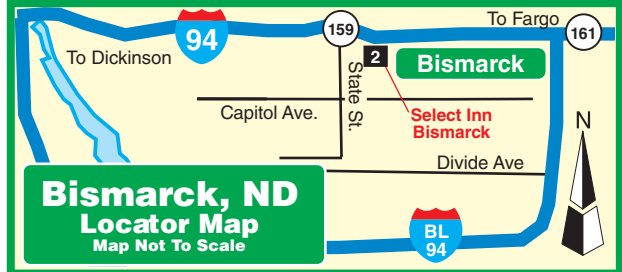 To Fargo
159
161
94
To Dickinson
2
Bismarck
State St.
Capitol Ave.
Select Inn
Bismarck
N
Divide Ave
Bismarck, ND
Locator Map
Map Not To Scale
BL
94